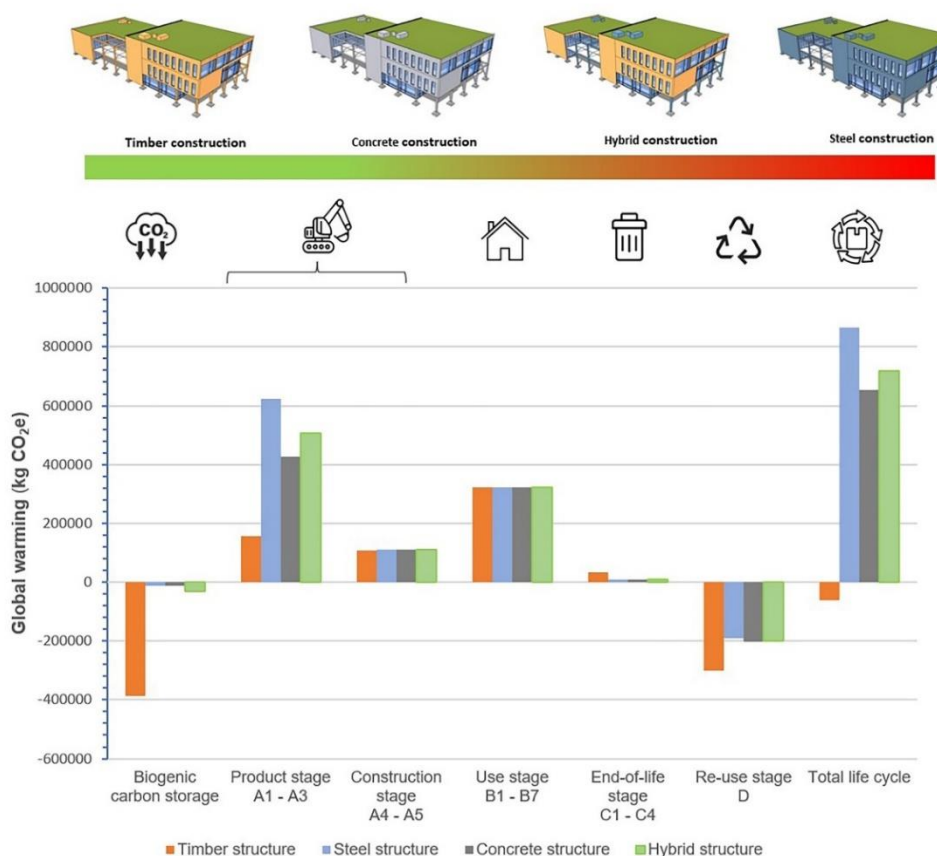 Timber construction
Concrete construction
Hybrid construction
Steel construction
CO2
Global warming (kg CO2e)
1000000
800000
600000
400000
200000
0
-200000
-400000
-600000
Biogenic
carbon storage
Product stage
A1 - A3
Construction
stage
A4 - A5
Use stage
B1 - B7
End-of-life
stage
C1 - C4
Re-use stage
D
Total life cycle
Timber structure
Steel structure
Concrete structure
Hybrid structure